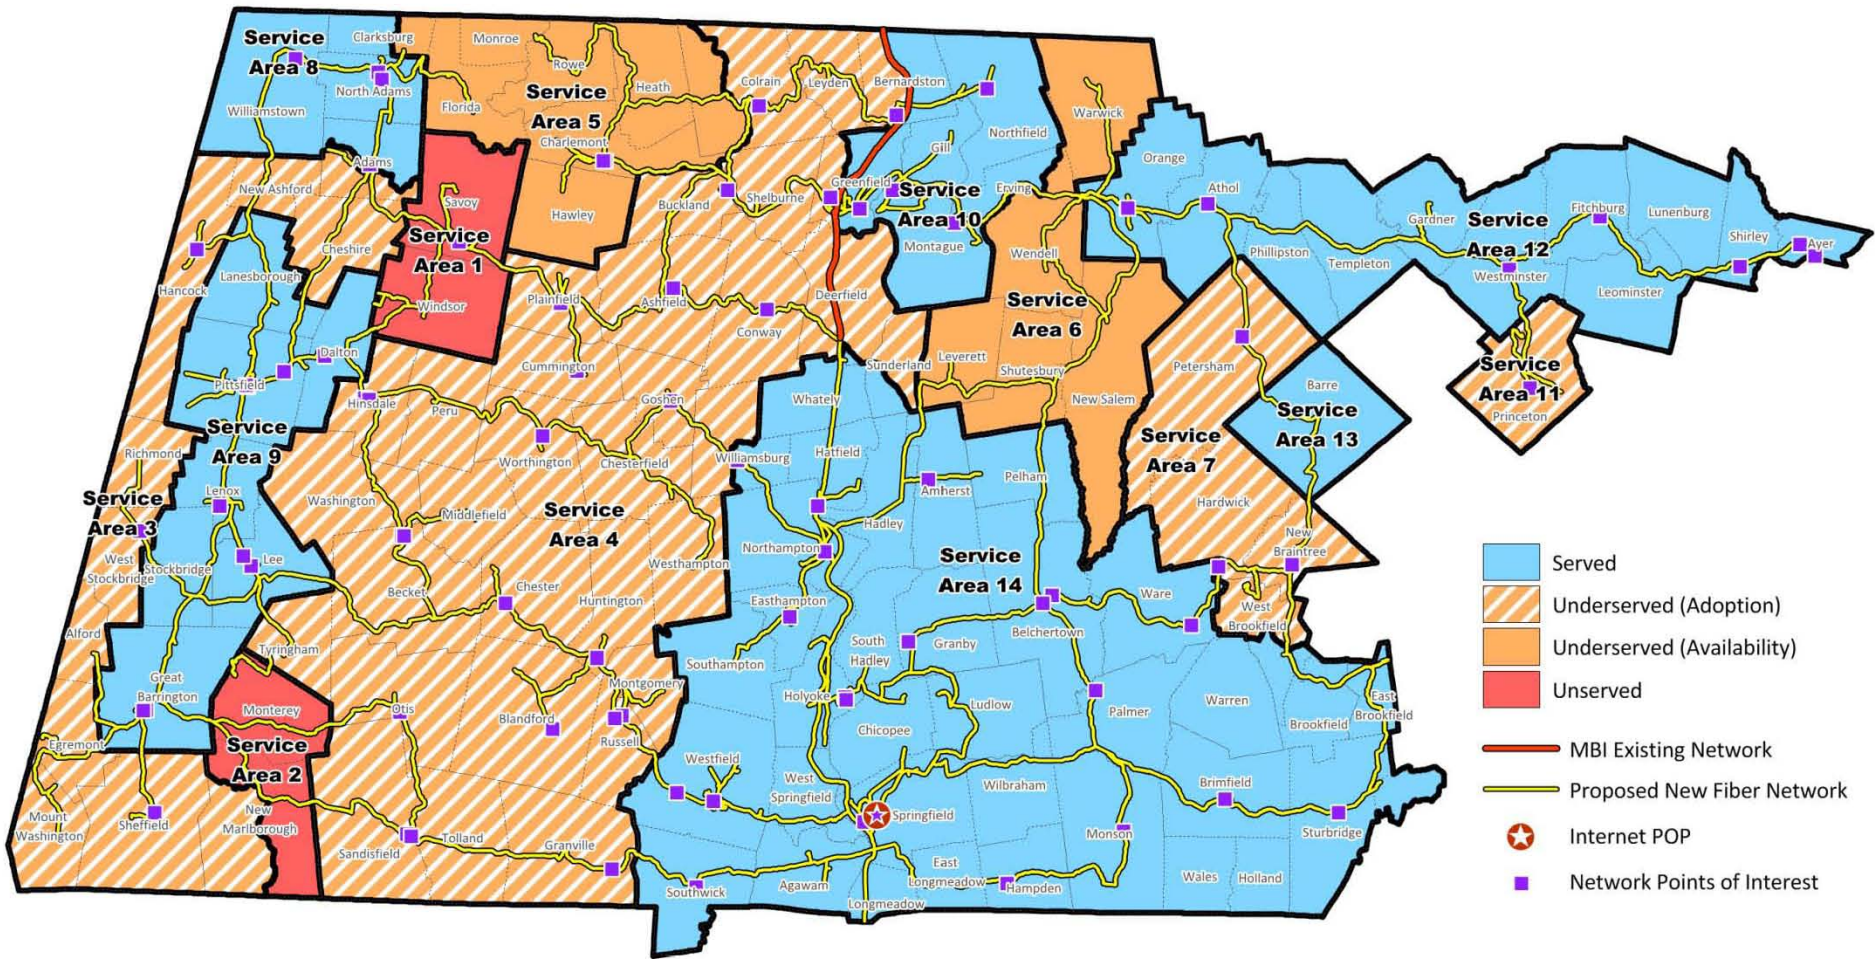 Service
Area 8
Clarksburg
North Adams
Williamstown
Adams
New Ashford
Cheshire
Monroe
Rowe
Heath
Florida
Service
Area 5
Charlemont
Hawley
Colrain
Leyden
Bernardston
Northfield
Gill
Warwick
Greenfield
Service
Area 10
Montague
Erving
Orange
Athol
Phillipston
Templeton
Gardner
Service
Area 12
Westminster
Fitchburg
Lunenburg
Shirley
Ayer
Leominster
Savoy
Service
Area 1
Windsor
Buckland
Shelburne
Hancock
Lanesborough
Dalton
Pittsfield
Hinsdale
Peru
Plainfield
Ashfield
Conway
Deerfield
Cummington
Goshen
Sunderland
Whately
Wendell
Service
Area 6
Leverett
Shutesbury
New Salem
Petersham
Barre
Service
Area 13
Service
Area 11
Princeton
Service
Area 7
Hardwick
New
Braintree
West
Brookfield
Richmond
Service
Area 9
Service
Area 3
Lenox
Lee
West
Stockbridge
Stockbridge
Washington
Middlefield
Becket
Worthington
Chesterfield
Service
Area 4
Williamsburg
Westhampton
Chester
Huntington
Hatfield
Amherst
Pelham
Hadley
Northampton
Service
Area 14
Easthampton
Southampton
South
Hadley
Granby
Belchertown
Ware
Holyoke
Chicopee
Ludlow
Palmer
Warren
Brookfield
East
Brookfield
Alford
Great
Barrington
Tyringham
Monterey
Service
Area 2
Otis
Blandford
Montgomery
Russell
Egremont
Mount
Washington
Sheffield
New
Marlborough
Sandisfield
Tolland
Granville
Westfield
West
Springfield
Springfield
Wilbraham
Brimfield
Sturbridge
Monson
Southwick
Agawam
East
Longmeadow
Longmeadow
Hampden
Wales
Holland
Served
Underserved (Adoption)
Underserved (Availability)
Unserved
MBI Existing Network
Proposed New Fiber Network
Internet POP
Network Points of Interest